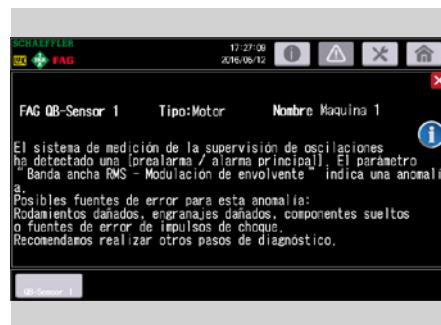 SCHAEFFLER
FAG
17:27:09
2016/06/12
FAG QB-Sensor 1 Tipo:Motor Nombre Maquina 1
El sistema de medición de la supervisión de oscilaciones
ha detectado una [prealarma / alarma principal]. El parámetro
"Banda ancha RMS - Modulación de envolvente" indica una anomalí
a.
Posibles fuentes de error para esta anomalía:
Rodamientos dañados, engranajes dañados, componentes sueltos
o fuentes de error de impulsos de choque.
Recomendamos realizar otros pasos de diagnóstico.
QB-Sensor 1